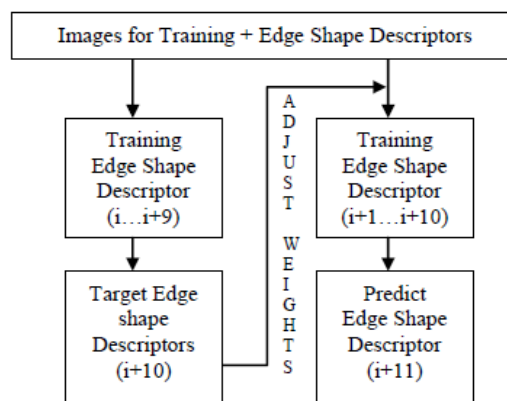 Images for Training + Edge Shape Descriptors
Training
Edge Shape
Descriptor
(i…i+9)
Target Edge
shape
Descriptors
(i+10)
ADJUST WEIGHTS
Training
Edge Shape
Descriptor
(i+1…i+10)
Predict
Edge Shape
Descriptor
(i+11)